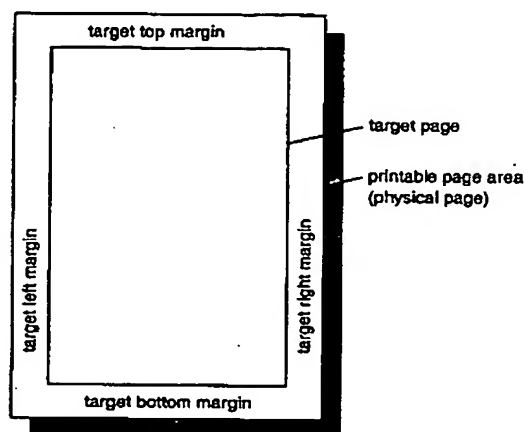 target top margin
target page
printable page area
(physical page)
target left margin
target right margin
target bottom margin